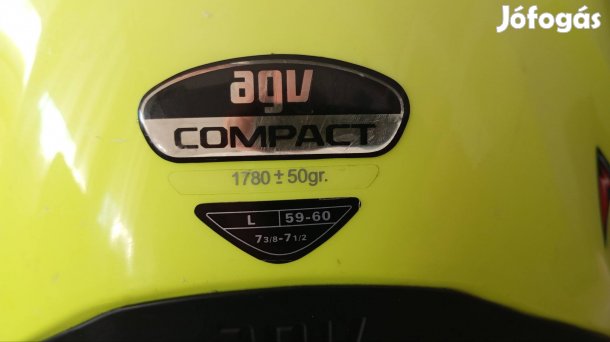 Jófogás
agv
COMPACT
1780 ± 50gr.
L 59-60
7 3/8-7 1/2